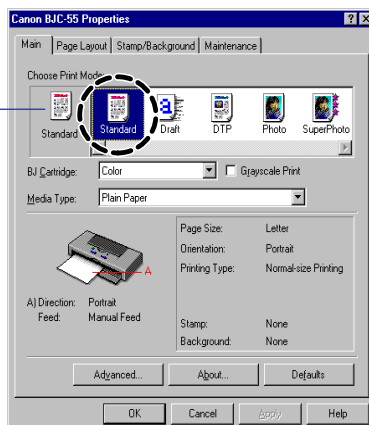 Canon BJC-55 Properties
Main Page Layout Stamp/Background Maintenance
Choose Print Mode
Standard Standard Draft DTP Photo SuperPhoto
BJ Cartridge: Color Grayscale Print
Media Type: Plain Paper
Page Size: Letter
Orientation: Portrait
Printing Type: Normal-size Printing
A
A) Direction: Portrait
Feed: Manual Feed
Stamp: None
Background: None
Advanced... About... Defaults
OK Cancel Apply Help